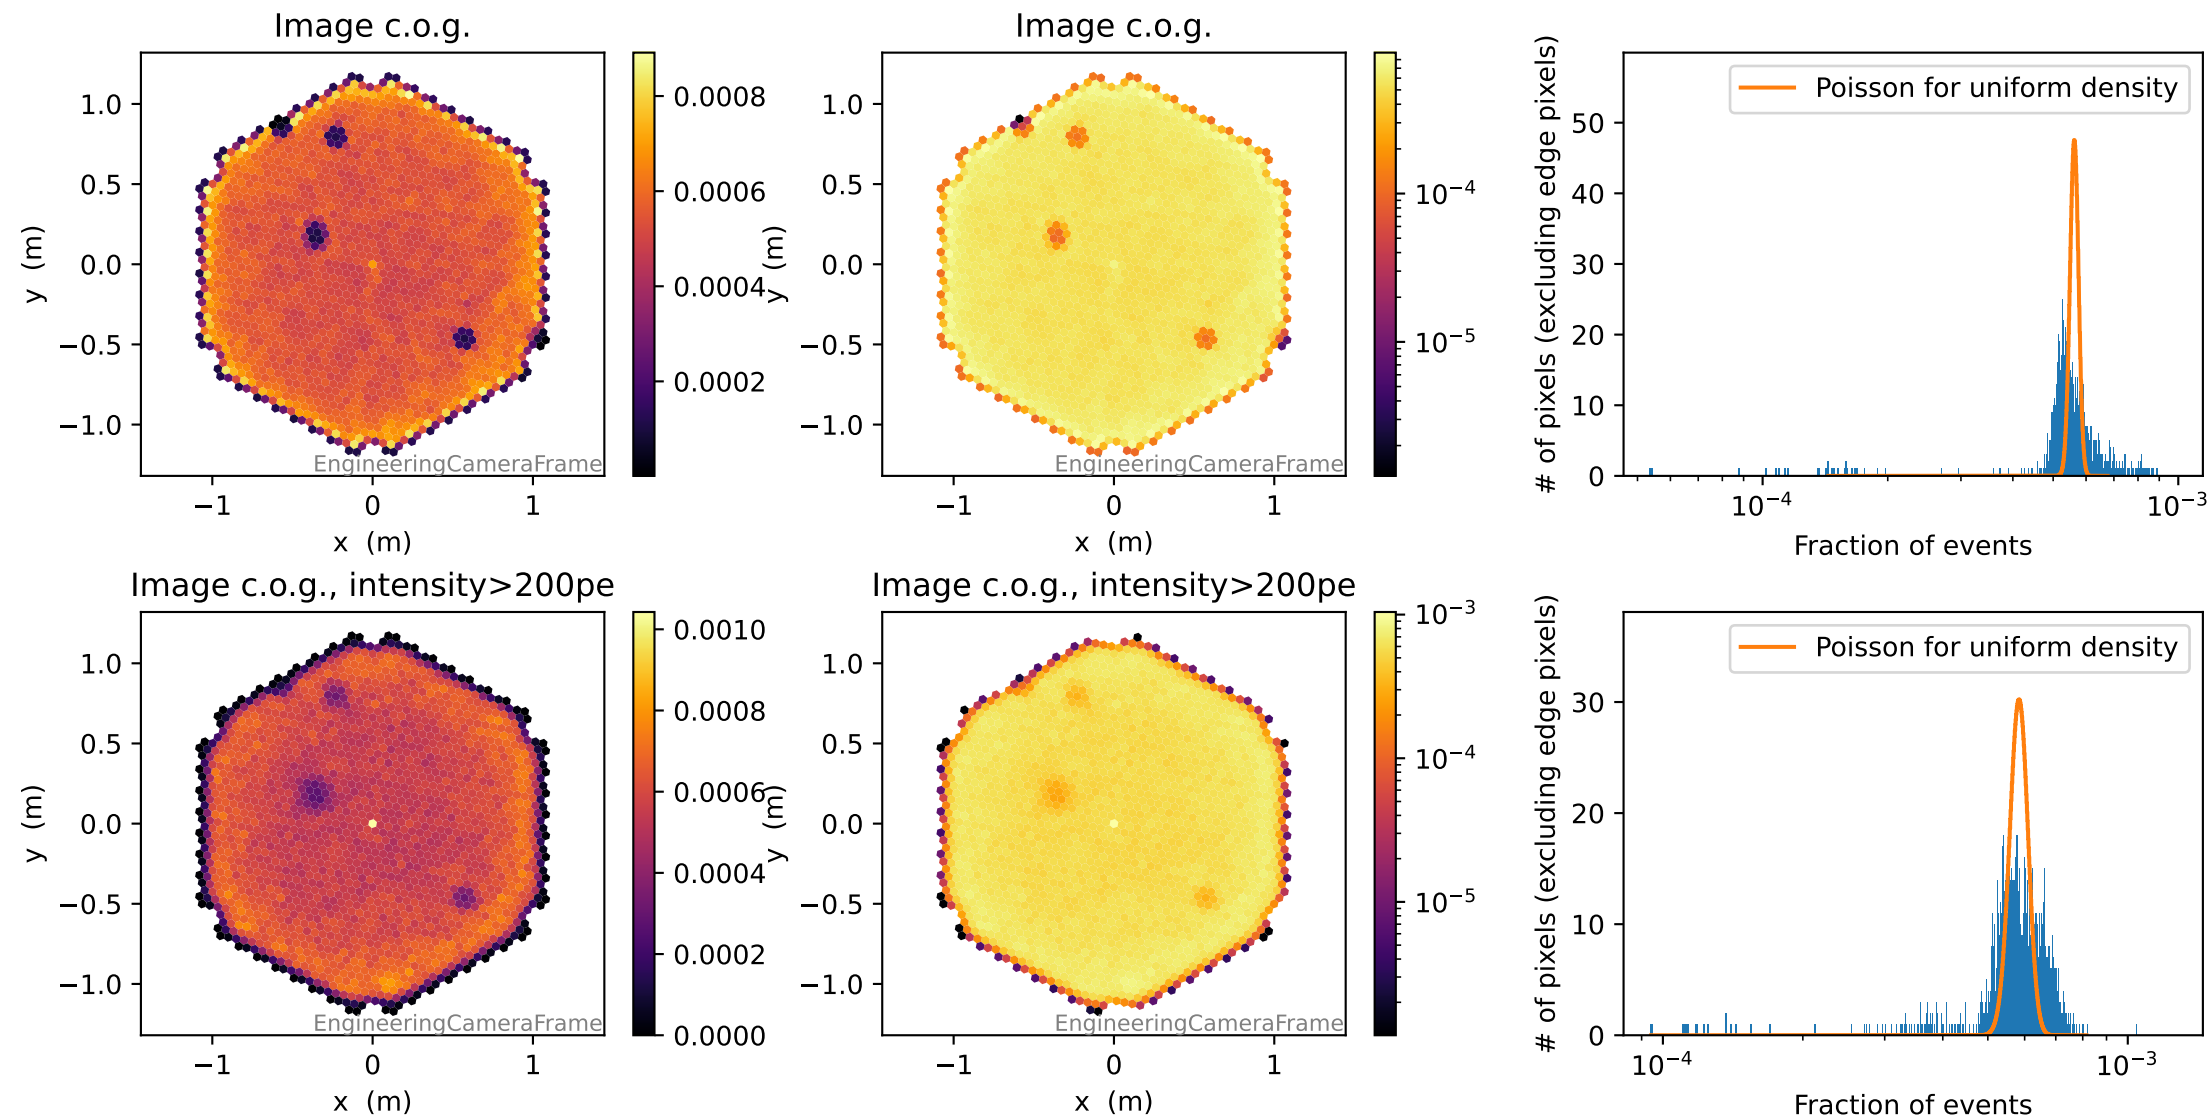 Image c.o.g.
1.0
0.5
0.0
−0.5
−1.0
y (m)
−1
0
1
x (m)
EngineeringCameraFrame
0.0008
0.0006
0.0004
0.0002
Image c.o.g.
1.0
0.5
0.0
−0.5
−1.0
y (m)
−1
0
1
x (m)
EngineeringCameraFrame
10⁻⁴
10⁻⁵
# of pixels (excluding edge pixels)
50
40
30
20
10
0
Poisson for uniform density
10⁻⁴
10⁻³
Fraction of events
Image c.o.g., intensity>200pe
1.0
0.5
0.0
−0.5
−1.0
y (m)
−1
0
1
x (m)
EngineeringCameraFrame
0.0010
0.0008
0.0006
0.0004
0.0002
0.0000
Image c.o.g., intensity>200pe
1.0
0.5
0.0
−0.5
−1.0
y (m)
−1
0
1
x (m)
EngineeringCameraFrame
10⁻³
10⁻⁴
10⁻⁵
# of pixels (excluding edge pixels)
30
20
10
0
Poisson for uniform density
10⁻⁴
10⁻³
Fraction of events